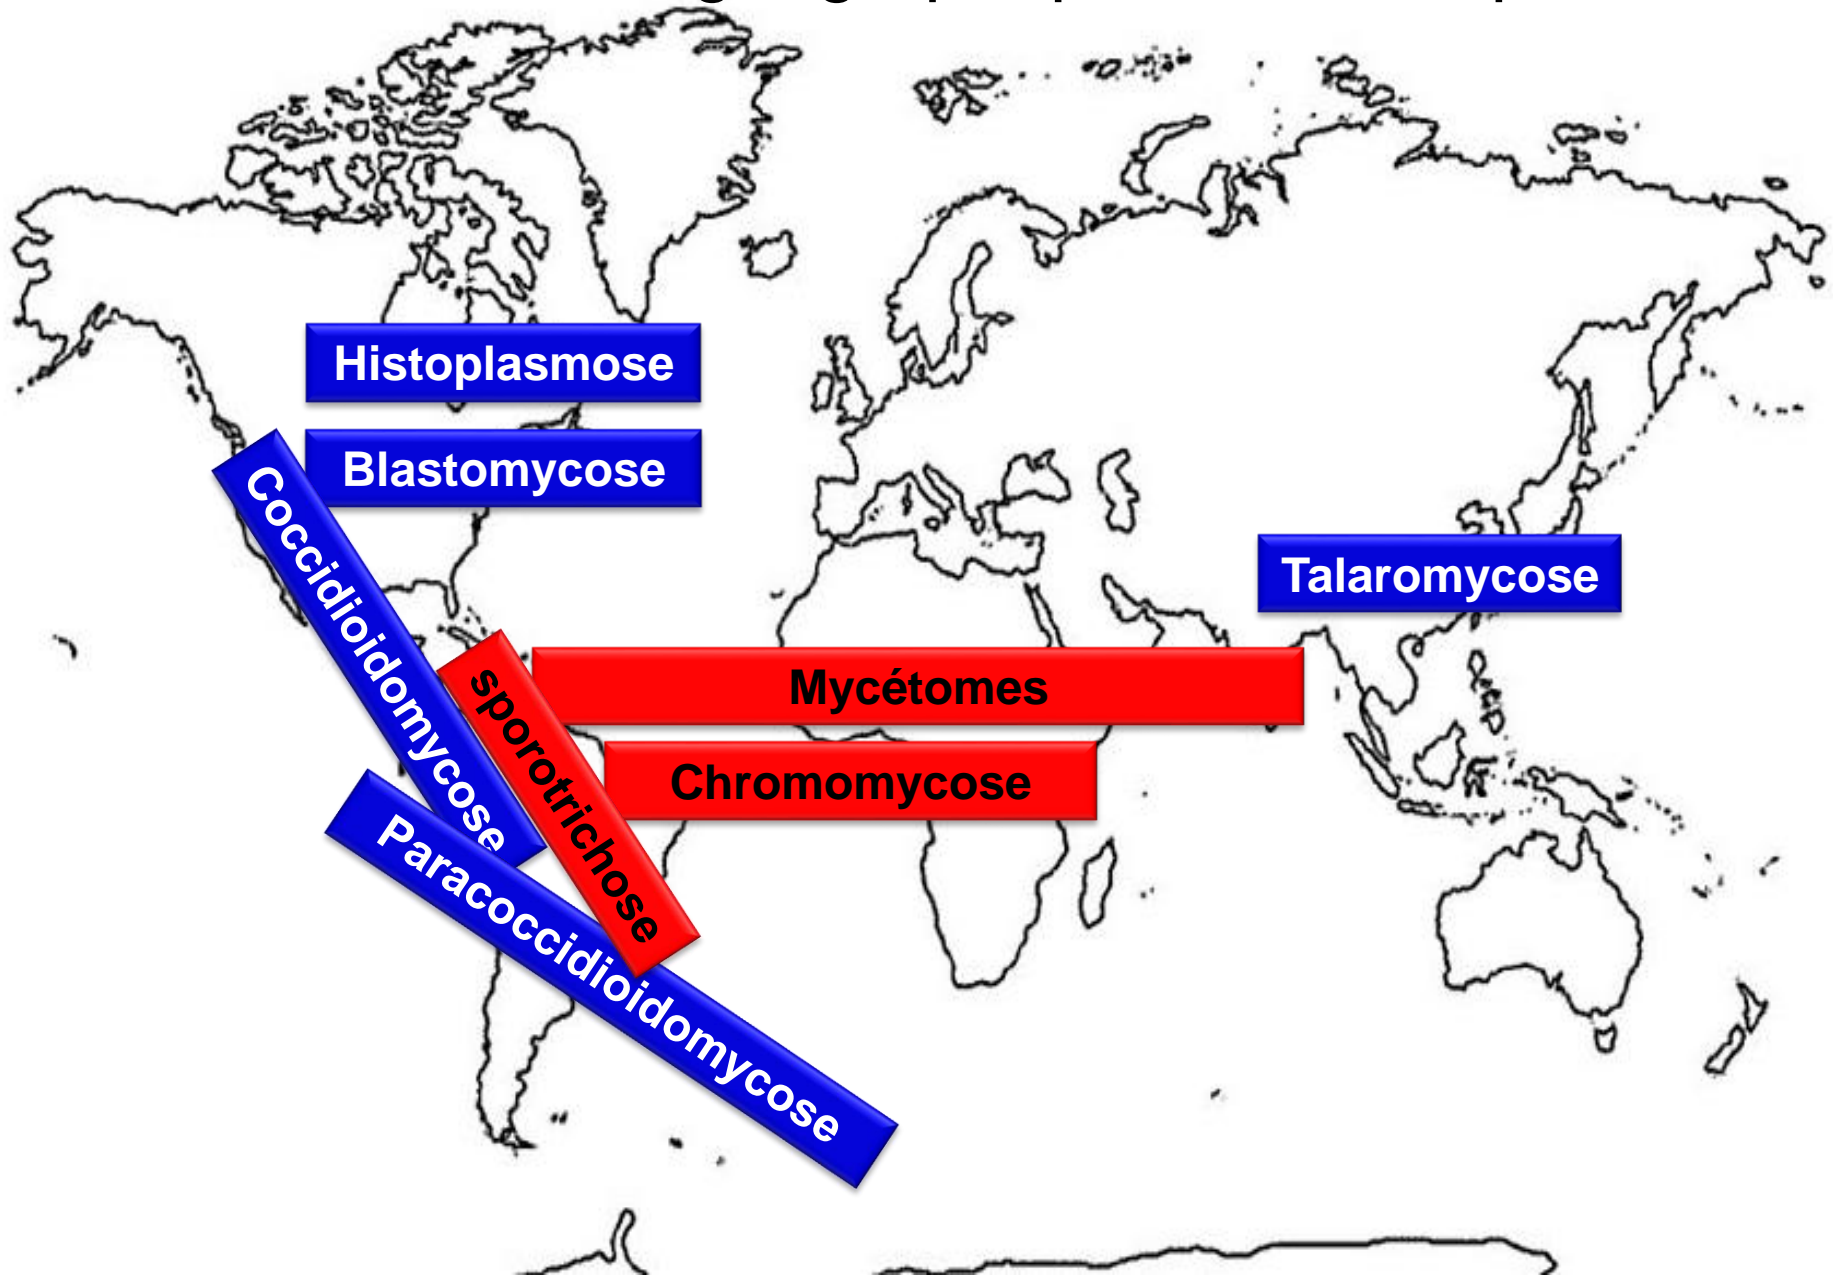 Histoplasmose
Blastomycose
Coccidioidomycose
Talaromycose
sporotrichose
Mycétomes
Chromomycose
Paracoccidioidomycose